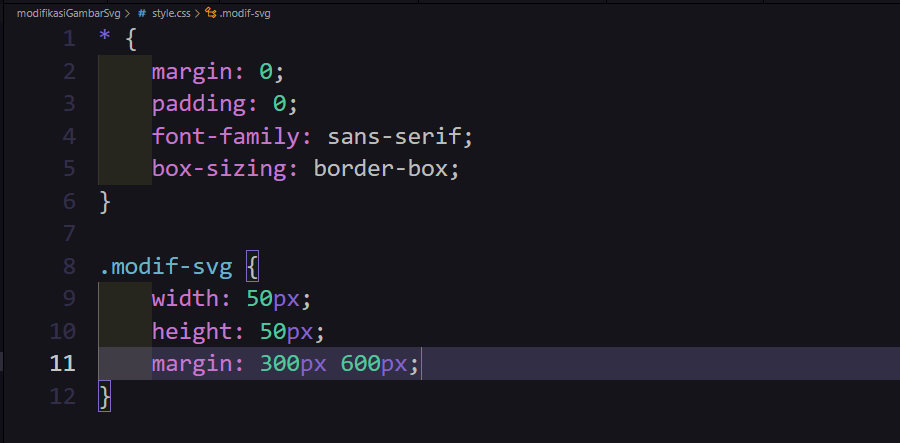 modifikasiGambarSvg > # style.css > .modif-svg
1 * {
2     margin: 0;
3     padding: 0;
4     font-family: sans-serif;
5     box-sizing: border-box;
6 }
7
8 .modif-svg {
9     width: 50px;
10     height: 50px;
11     margin: 300px 600px;
12 }